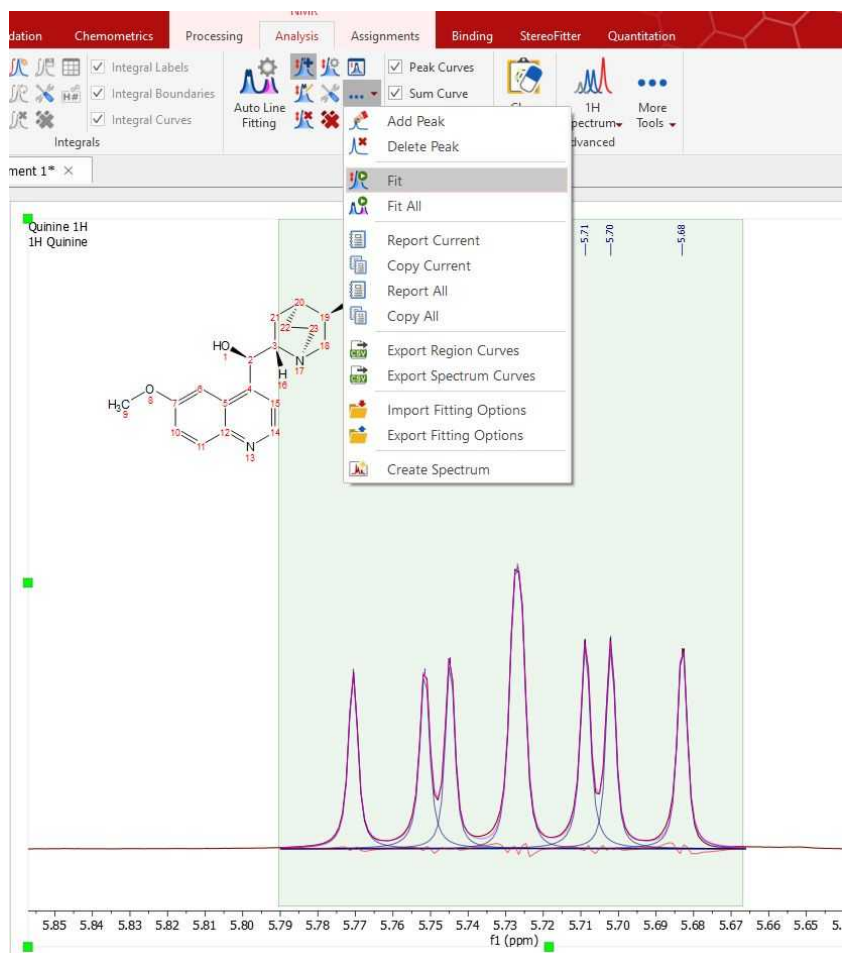 NMR
dation Chemometrics Processing Analysis Assignments Binding StereoFitter Quantitation
Integral Labels
Integral Boundaries
Integral Curves
Integrals
H#
Auto Line
Fitting
Peak Curves
Sum Curve
1H
Spectrum
More
Tools
dvanced
ment 1* ×
Add Peak
Delete Peak
Fit
Fit All
Report Current
Copy Current
Report All
Copy All
CSV Export Region Curves
CSV Export Spectrum Curves
Import Fitting Options
Export Fitting Options
Create Spectrum
Quinine 1H
1H Quinine
5.71
5.70
5.68
20
21
19
22
23
HO
1
3
18
2
N
17
H
16
4
O
8
6
15
H₃C
9
7
5
10
12
14
11
N
13
5.85 5.84 5.83 5.82 5.81 5.80 5.79 5.78 5.77 5.76 5.75 5.74 5.73 5.72 5.71 5.70 5.69 5.68 5.67 5.66 5.65 5.
f1 (ppm)